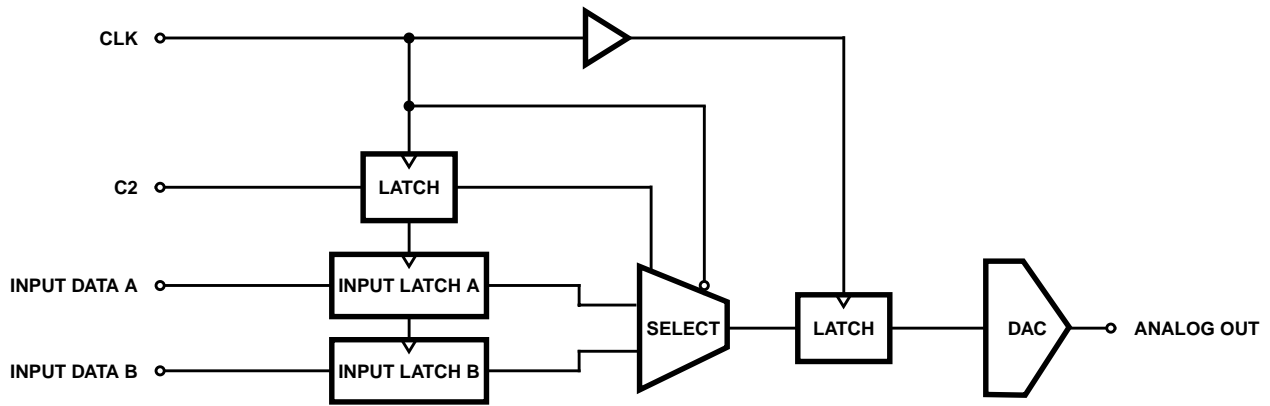 CLK
C2
LATCH
INPUT DATA A
INPUT LATCH A
INPUT DATA B
INPUT LATCH B
SELECT
LATCH
DAC
ANALOG OUT